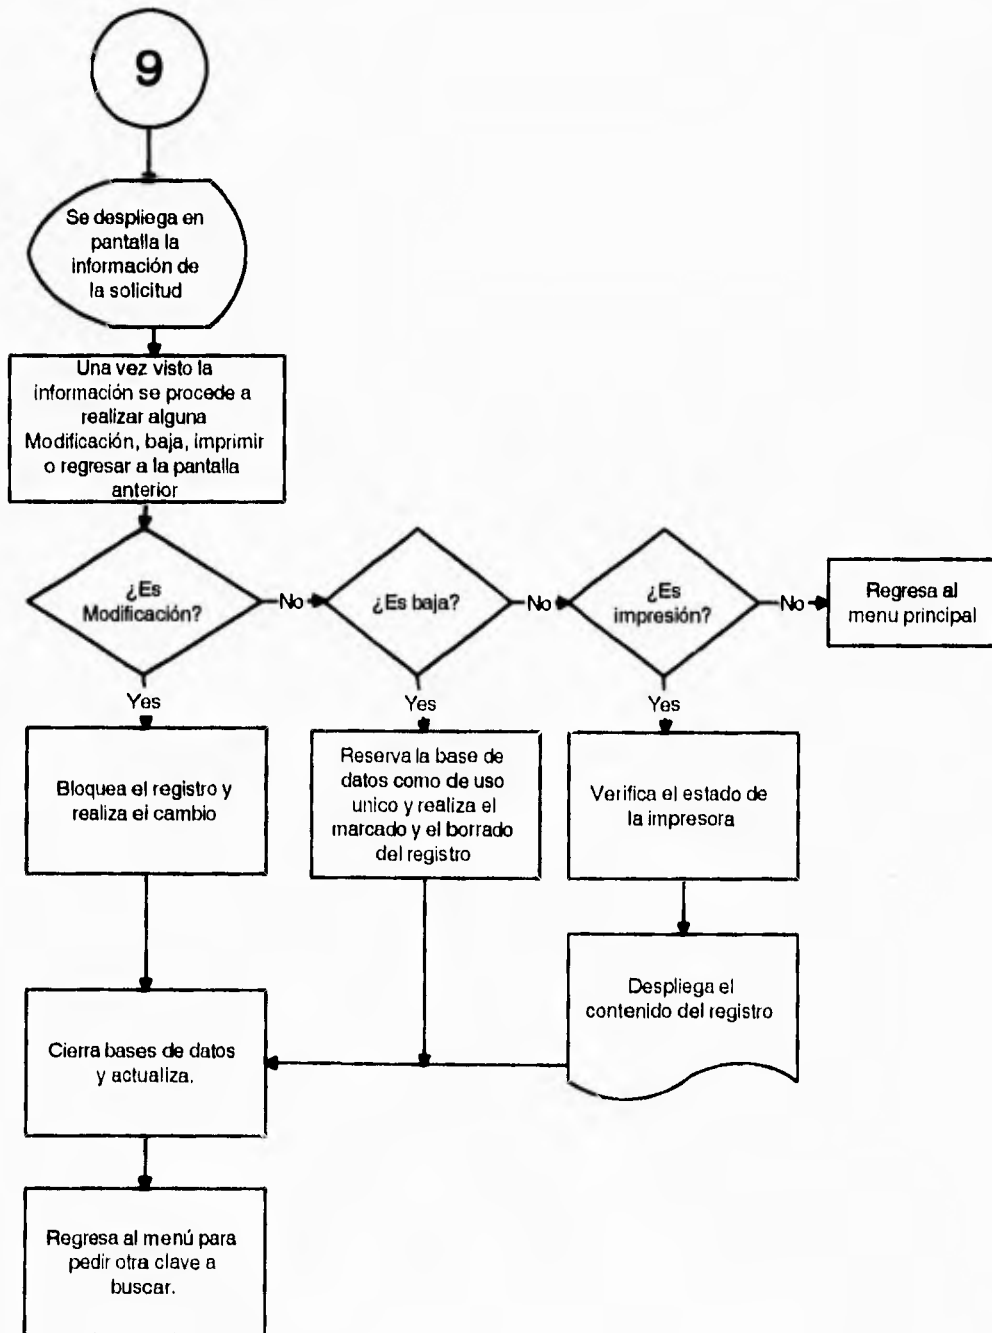 9
Se despliega en
pantalla la
información de
la solicitud
Una vez visto la
información se procede a
realizar alguna
Modificación, baja, imprimir
o regresar a la pantalla
anterior
¿Es
Modificación?
No
¿Es baja?
No
¿Es
impresión?
No
Regresa al
menu principal
Yes
Yes
Yes
Bloquea el registro y
realiza el cambio
Reserva la base de
datos como de uso
unico y realiza el
marcado y el borrado
del registro
Verifica el estado de
la impresora
Despliega el
contenido del registro
Cierra bases de datos
y actualiza.
Regresa al menú para
pedir otra clave a
buscar.